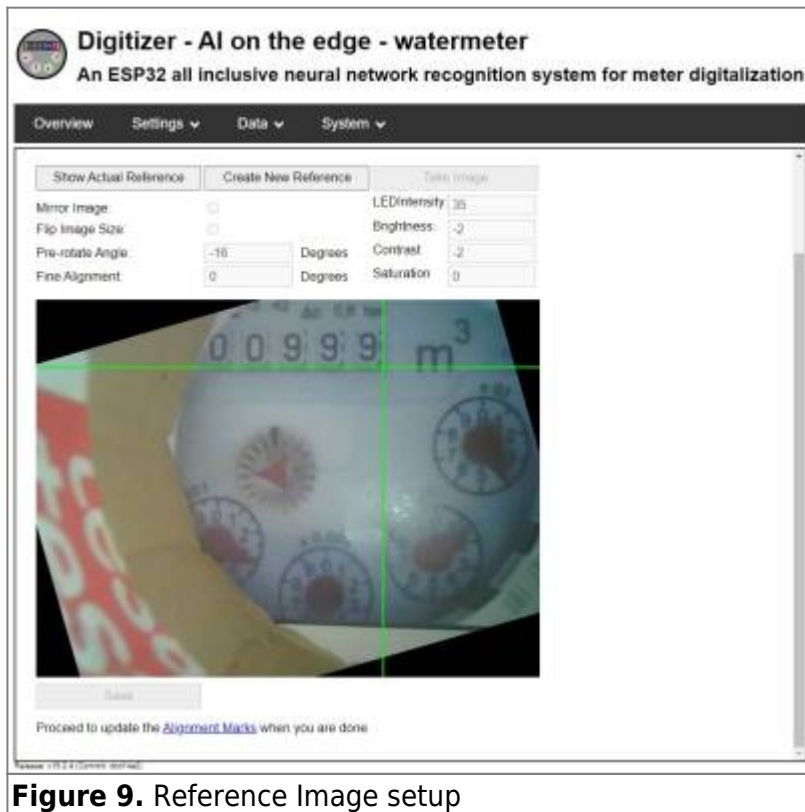 Digitizer - AI on the edge - watermeter
An ESP32 all inclusive neural network recognition system for meter digitalization
Overview Settings Data System
Show Actual Reference Create New Reference Take Image
Mirror Image: LEDIntensity 35
Flip Image Size: Brightness: -2
Pre-rotate Angle: -16 Degrees Contrast -2
Fine Alignment: 0 Degrees Saturation 0
0 0 9 9 9 m³
Save
Proceed to update the Alignment Marks when you are done
Figure 9. Reference Image setup